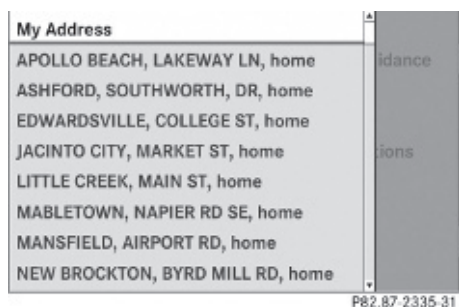 My Address
APOLLO BEACH, LAKEWAY LN, home
idance
ASHFORD, SOUTHWORTH, DR, home
EDWARDSVILLE, COLLEGE ST, home
JACINTO CITY, MARKET ST, home
tions
LITTLE CREEK, MAIN ST, home
MABLETOWN, NAPIER RD SE, home
MANSFIELD, AIRPORT RD, home
NEW BROCKTON, BYRD MILL RD, home
P82.87-2335-31